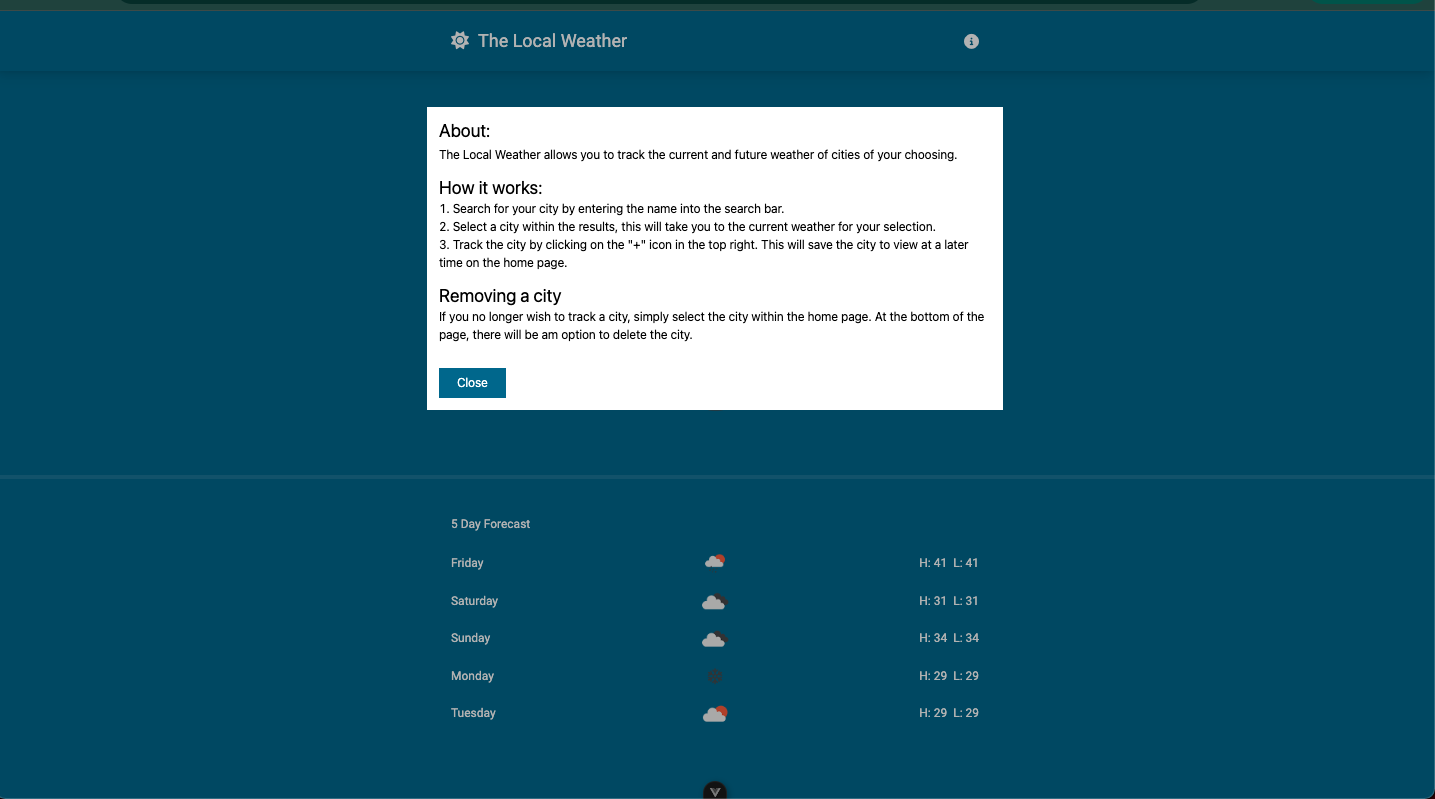 The Local Weather
About:
The Local Weather allows you to track the current and future weather of cities of your choosing.
How it works:
1. Search for your city by entering the name into the search bar.
2. Select a city within the results, this will take you to the current weather for your selection.
3. Track the city by clicking on the "+" icon in the top right. This will save the city to view at a later
time on the home page.
Removing a city
If you no longer wish to track a city, simply select the city within the home page. At the bottom of the
page, there will be am option to delete the city.
Close
5 Day Forecast
Friday H: 41 L: 41
Saturday H: 31 L: 31
Sunday H: 34 L: 34
Monday H: 29 L: 29
Tuesday H: 29 L: 29